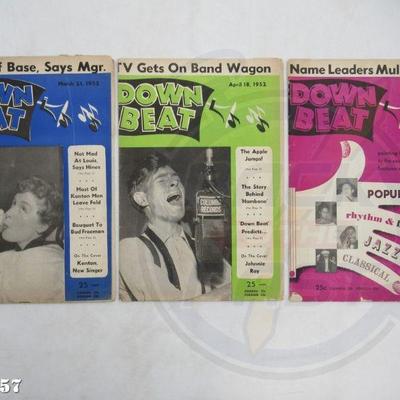 f Base, Says Mgr.
March 21, 1952
OWN
EAT
Not Mad
At Louis,
Says Hines
Most Of
Kenton Men
Leave Fold
Bouquet To
Bud Freeman
On The Cover
Kenton,
New Singer
25
TV Gets On Band Wagon
April 18, 1952
DOWN
BEAT
COLUMBIA
RECORDS
The Apple
Jumps!
The Story
Behind
'Hambone'
Down Beat
Predicts...
On The Cover
Johnnie
Ray
25
Name Leaders Mul
DOWN
BEAT
POPU
rhythm &
JAZZ
CLASSICAL
25c
57